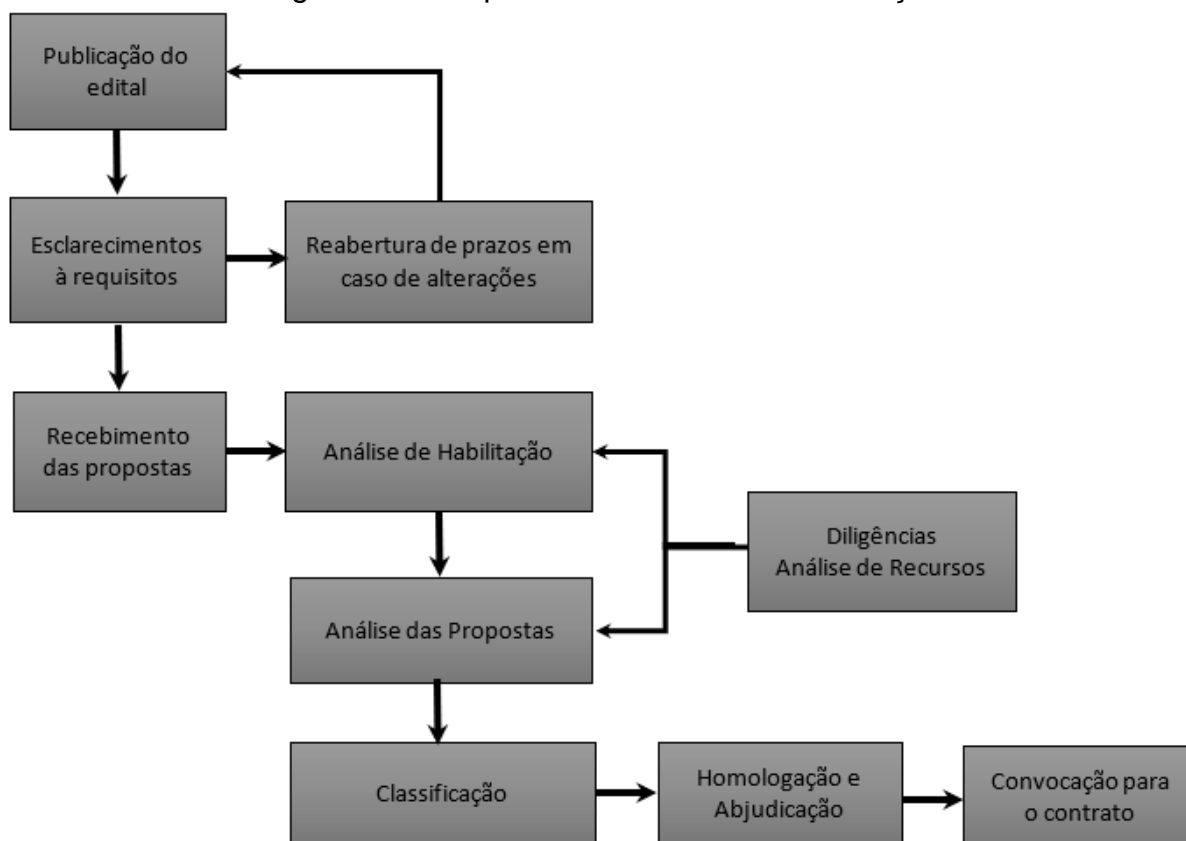 Publicação do
edital
Esclarecimentos
à requisitos
Reabertura de prazos em
caso de alterações
Recebimento
das propostas
Análise de Habilitação
Diligências
Análise de Recursos
Análise das Propostas
Classificação
Homologação e
Abjudicação
Convocação para
o contrato